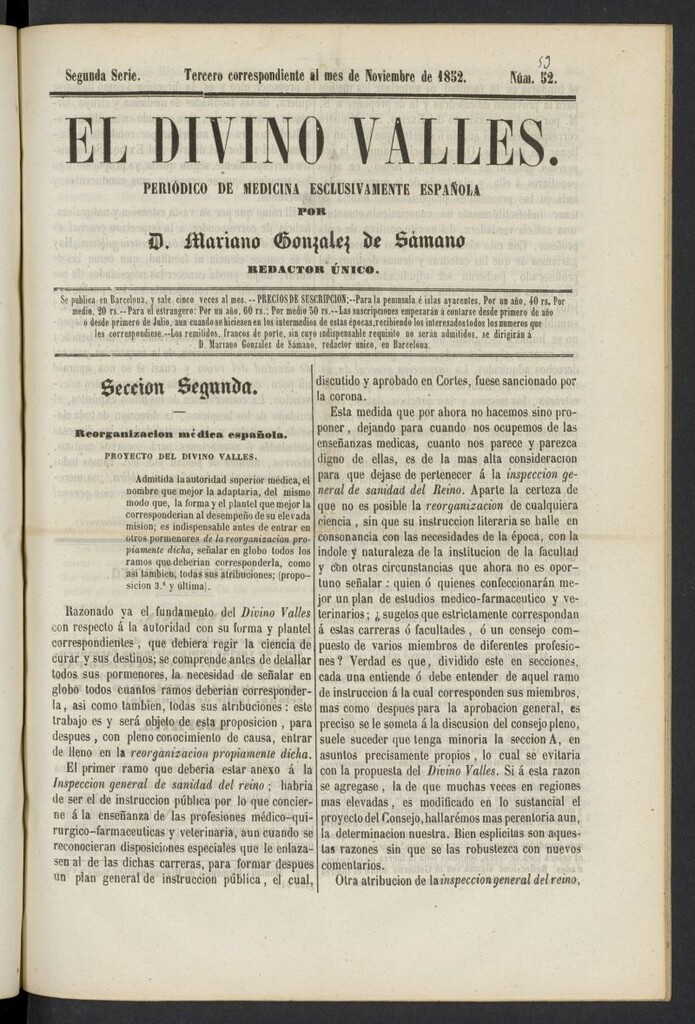 53
Segunda Serie. Tercero correspondiente al mes de Noviembre de 1852. Núm. 52.
EL DIVINO VALLES.
PERIÓDICO DE MEDICINA ESCLUSIVAMENTE ESPAÑOLA
POR
D. Mariano Gonzalez de Sámano
REDACTOR ÚNICO.
Se publica en Barcelona, y sale cinco veces al mes.--PRECIOS DE SUSCRIPCION;--Para la peninsula é islas ayacentes, Por un año, 40 rs. Por
medio, 20 rs.--Para el estrangero: Por un año, 60 rs.: Por medio 50 rs.--Las suscripciones empezarán a contarse desde primero de año
ó desde primero de Julio, aun cuando se hiciesen en los intermedios de estas épocas, recibiendo los interesados todos los numeros que
les correspondiese.--Los remitidos, francos de porte, sin cuyo indispensable requisito no serán admitidos, se dirigirán á
D. Mariano Gonzalez de Sámano, redactor unico, en Barcelona.
Seccion Segunda.
Reorganizacion médica española.
PROYECTO DEL DIVINO VALLES.
Admitida la autoridad superior médica, el
nombre que mejor la adaptaria, del mismo
modo que, la forma y el plantel que mejor la
corresponderian al desempeño de su elevada
mision; es indispensable antes de entrar en
otros pormenores de la reorganizacion pro-
piamente dicha, señalar en globo todos los
ramos que deberian corresponderla, como
asi tambien, todas sus atribuciones; (propo-
sicion 3.ª y última).
Razonado ya el fundamento del Divino Valles
con respecto á la autoridad con su forma y plantel
correspondientes, que debiera regir la ciencia de
curar y sus destinos; se comprende antes de detallar
todos sus pormenores, la necesidad de señalar en
globo todos cuantos ramos deberian corresponder-
la, asi como tambien, todas sus atribuciones: este
trabajo es y será objeto de esta proposicion, para
despues, con pleno conocimiento de causa, entrar
de lleno en la reorganizacion propiamente dicha.
El primer ramo que deberia estar anexo á la
Inspeccion general de sanidad del reino; habria
de ser el de instruccion pública por lo que concier-
ne á la enseñanza de las profesiones médico-qui-
rurgico-farmaceuticas y veterinaria, aun cuando se
reconocieran disposiciones especiales que le enlaza-
sen al de las dichas carreras, para formar despues
un plan general de instruccion pública, el cual,
discutido y aprobado en Cortes, fuese sancionado por
la corona.
Esta medida que por ahora no hacemos sino pro-
poner, dejando para cuando nos ocupemos de las
enseñanzas medicas, cuanto nos parece y parezca
digno de ellas, es de la mas alta consideracion
para que dejase de pertenecer á la inspeccion ge-
neral de sanidad del Reino. Aparte la certeza de
que no es posible la reorganizacion de cualquiera
ciencia, sin que su instruccion literaria se halle en
consonancia con las necesidades de la época, con la
indole y naturaleza de la institucion de la facultad
y con otras circunstancias que ahora no es opor-
tuno señalar: quien ó quienes confeccionarán me-
jor un plan de estudios medico-farmaceutico y ve-
terinarios; ¿sugetos que estrictamente correspondan
á estas carreras ó facultades, ó un consejo com-
puesto de varios miembros de diferentes profesio-
nes? Verdad es que, dividido este en secciones,
cada una entiende ó debe entender de aquel ramo
de instruccion á la cual corresponden sus miembros,
mas como despues para la aprobacion general, es
preciso se le someta á la discusion del consejo pleno,
suele suceder que tenga minoria la seccion A, en
asuntos precisamente propios, lo cual se evitaria
con la propuesta del Divino Valles. Si á esta razon
se agregase, la de que muchas veces en regiones
mas elevadas, es modificado en lo sustancial el
proyecto del Consejo, hallarémos mas perentoria aun,
la determinacion nuestra. Bien esplicitas son aques-
tas razones sin que se las robustezca con nuevos
comentarios.
Otra atribucion de la inspeccion general del reino,